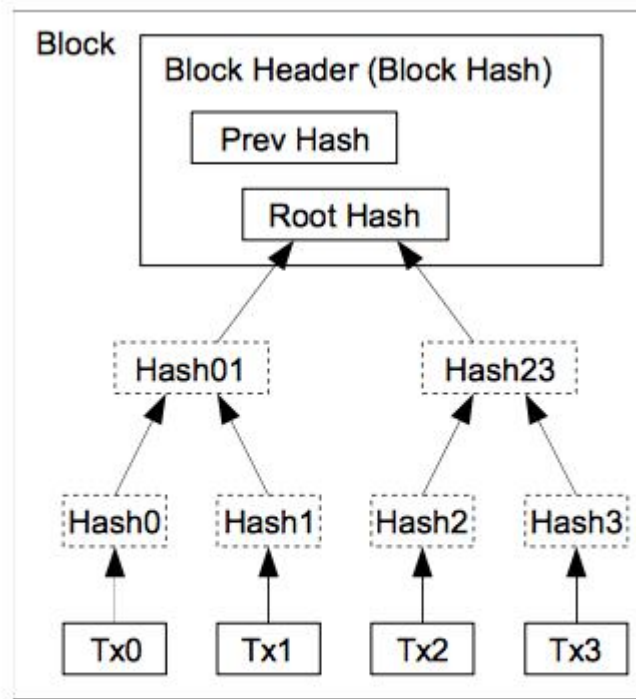 Block
Block Header (Block Hash)
Prev Hash
Root Hash
Hash01
Hash23
Hash0
Hash1
Hash2
Hash3
Tx0
Tx1
Tx2
Tx3